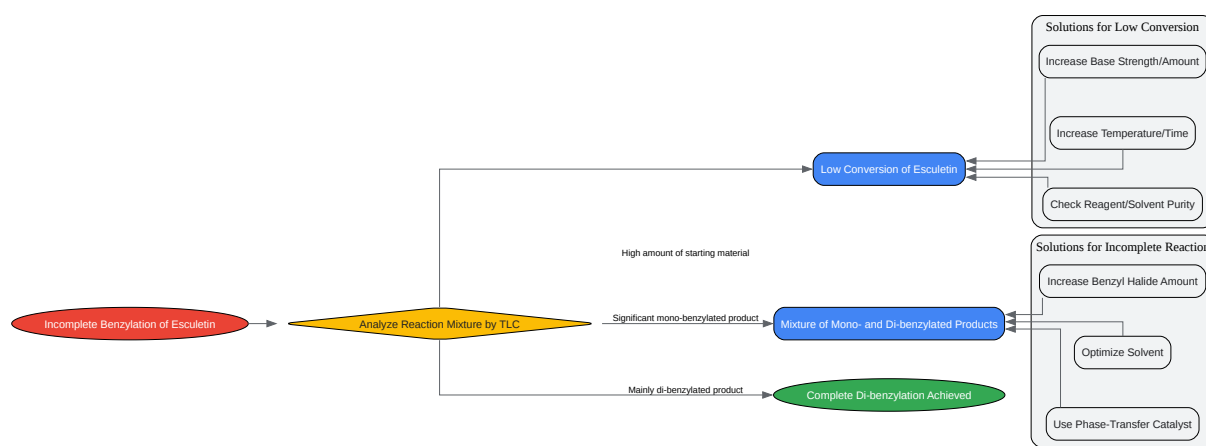 Solutions for Low Conversion
Increase Base Strength/Amount
Increase Temperature/Time
Low Conversion of Esculetin
Check Reagent/Solvent Purity
High amount of starting material
Solutions for Incomplete Reaction
Increase Benzyl Halide Amount
Incomplete Benzylation of Esculetin
Analyze Reaction Mixture by TLC
Significant mono-benzylated product
Mixture of Mono- and Di-benzylated Products
Optimize Solvent
Mainly di-benzylated product
Complete Di-benzylation Achieved
Use Phase-Transfer Catalyst